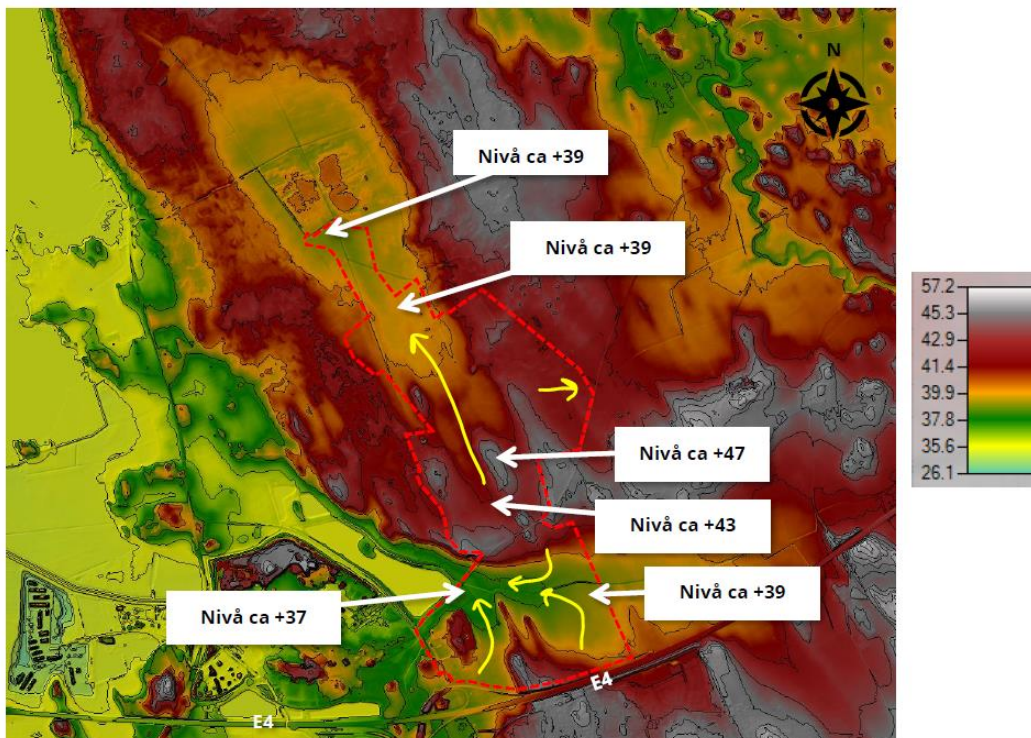 N
Nivå ca +39
Nivå ca +39
57.2
45.3
42.9
41.4
39.9
37.8
35.6
26.1
Nivå ca +47
Nivå ca +43
Nivå ca +37
Nivå ca +39
E4
E4